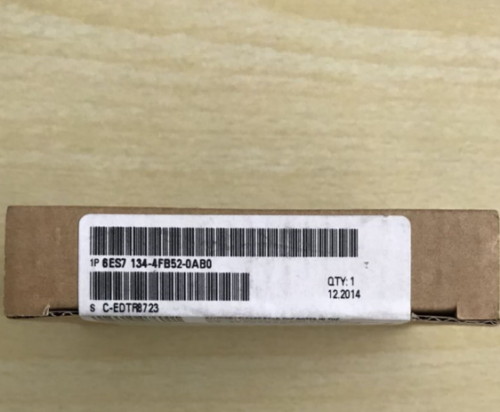 1P 6ES7 134-4FB52-0AB0
QTY: 1
12.2014
S C-EDTR8723